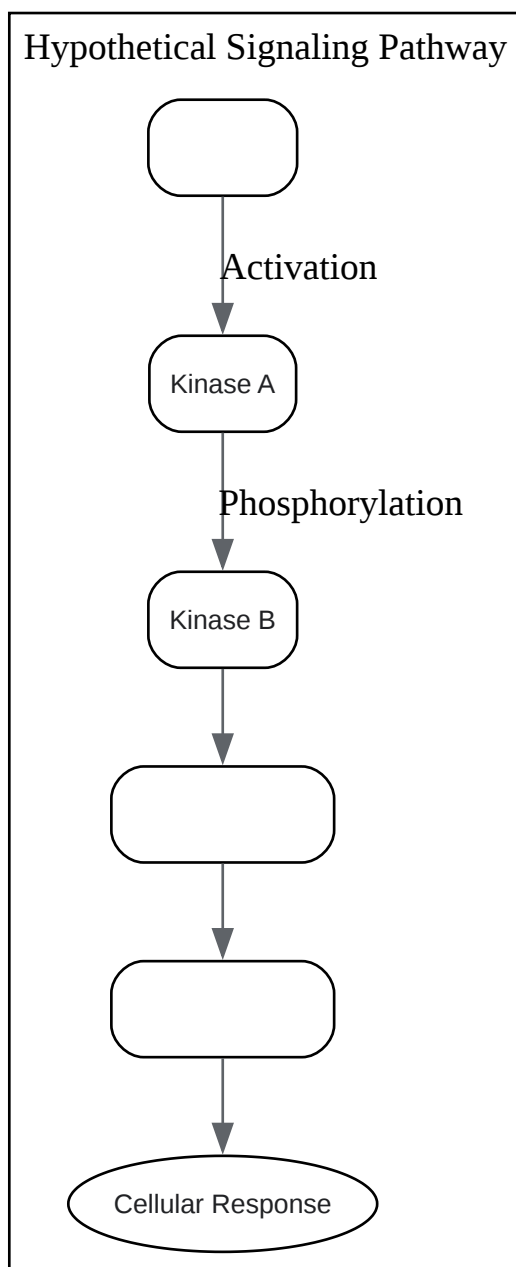 Hypothetical Signaling Pathway
Activation
Kinase A
Phosphorylation
Kinase B
Cellular Response